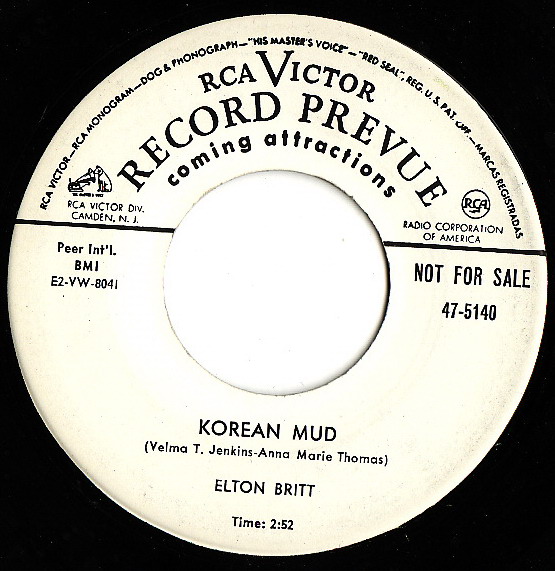 RCA VICTOR—RCA MONOGRAM—DOG & PHONOGRAPH—"HIS MASTER'S VOICE"—"RED SEAL", REG. U.S. PAT. OFF.—MARCAS REGISTRADAS
RCA VICTOR
RECORD PREVUE
coming attractions
RCA VICTOR DIV.
CAMDEN, N. J.
RCA
RADIO CORPORATION
OF AMERICA
Peer Int'l.
BMI
E2-VW-8041
NOT FOR SALE
47-5140
KOREAN MUD
(Velma T. Jenkins-Anna Marie Thomas)
ELTON BRITT
Time: 2:52